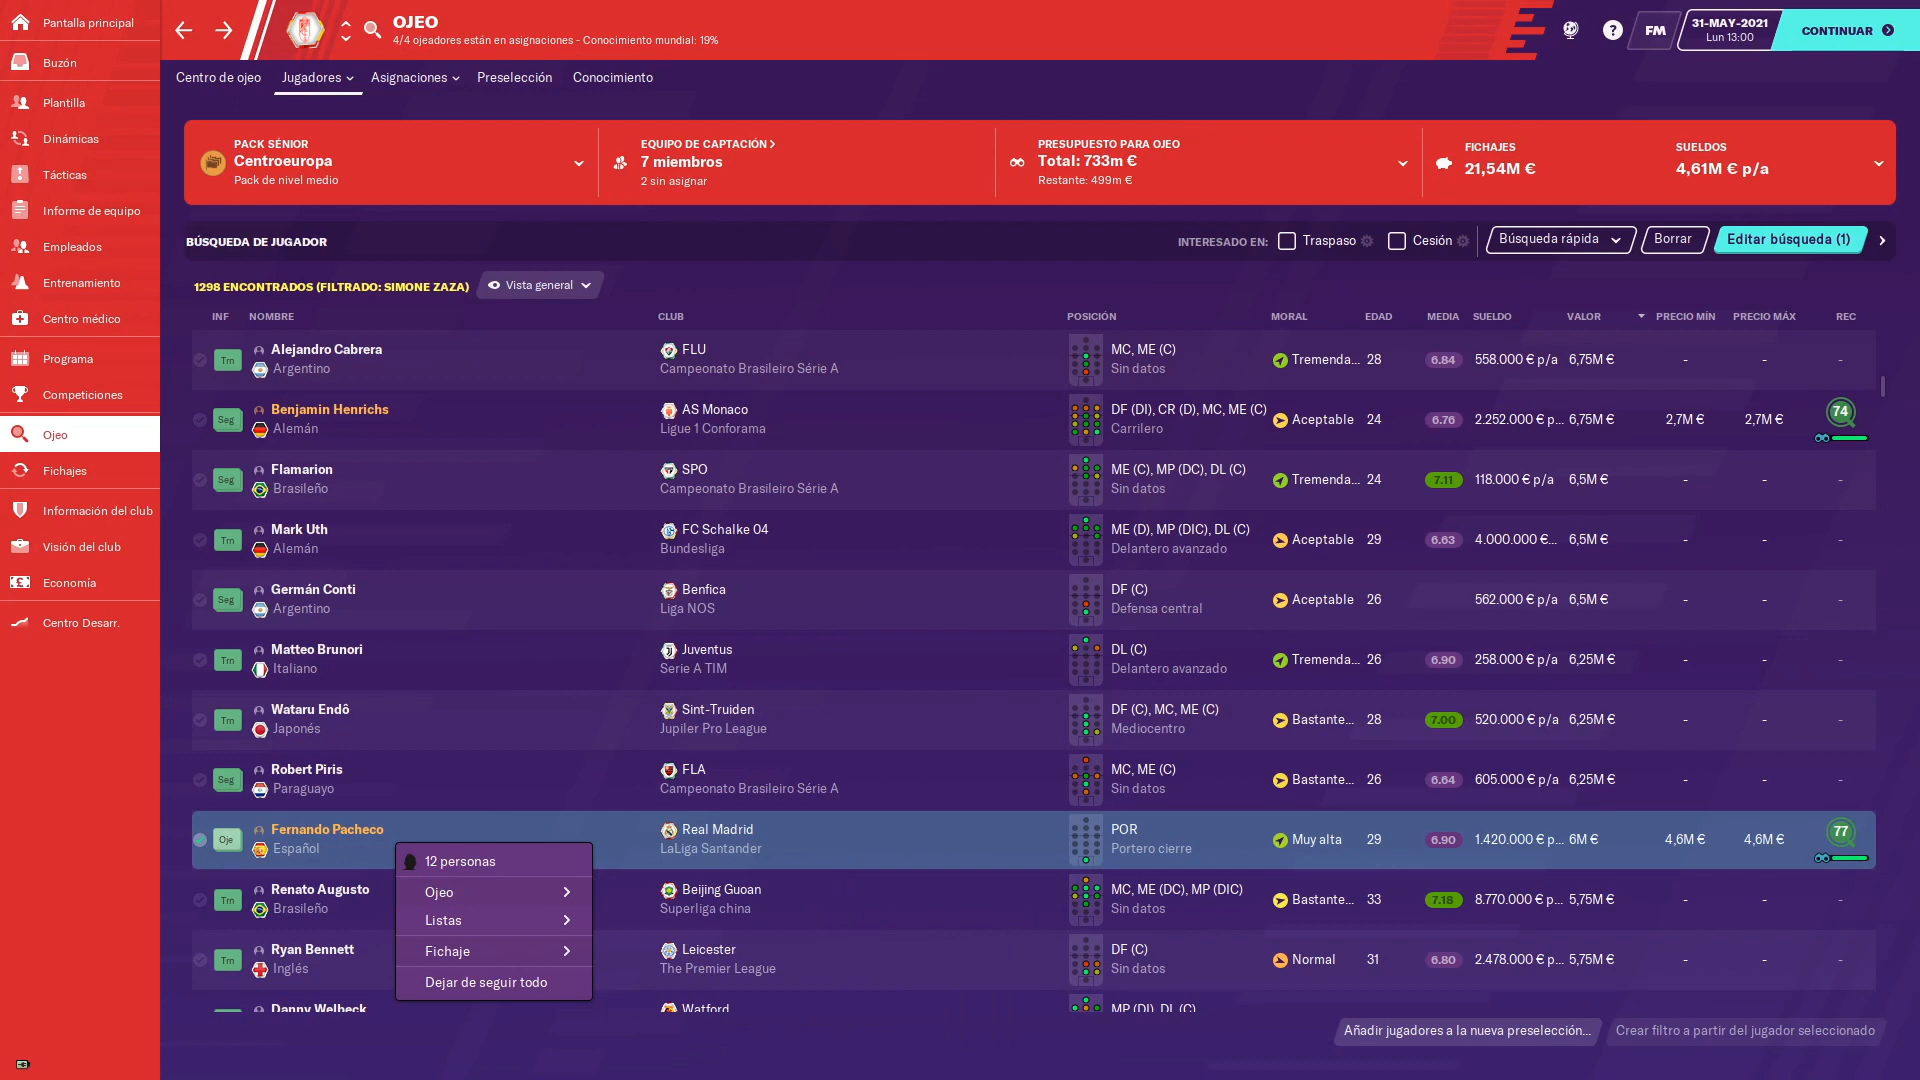 Pantalla principal
Buzón
Plantilla
Dinámicas
Tácticas
Informe de equipo
Empleados
Entrenamiento
Centro médico
Programa
Competiciones
Ojeo
Fichajes
Información del club
Visión del club
Economía
Centro Desarr.
OJEO
4/4 ojeadores están en asignaciones - Conocimiento mundial: 19%
FM
31-MAY-2021
Lun 13:00
CONTINUAR
Centro de ojeo Jugadores Asignaciones Preselección Conocimiento
PACK SÉNIOR
Centroeuropa
Pack de nivel medio
EQUIPO DE CAPTACIÓN
7 miembros
2 sin asignar
PRESUPUESTO PARA OJEO
Total: 733m €
Restante: 499m €
FICHAJES
21,54M €
SUELDOS
4,61M € p/a
BÚSQUEDA DE JUGADOR
INTERESADO EN: Traspaso Cesión Búsqueda rápida Borrar Editar búsqueda (1)
1298 ENCONTRADOS (FILTRADO: SIMONE ZAZA) Vista general
INF NOMBRE CLUB POSICIÓN MORAL EDAD MEDIA SUELDO VALOR PRECIO MÍN PRECIO MÁX REC
Tm Alejandro Cabrera FLU MC, ME (C) Tremenda... 28 6.84 558.000 € p/a 6,75M € - - -
Argentino Campeonato Brasileiro Série A Sin datos
Seg Benjamin Henrichs AS Monaco DF (DI), CR (D), MC, ME (C) Aceptable 24 6.76 2.252.000 € p... 6,75M € 2,7M € 2,7M € 74
Alemán Ligue 1 Conforama Carrilero
Seg Flamarion SPO ME (C), MP (DC), DL (C) Tremenda... 24 7.11 118.000 € p/a 6,5M € - - -
Brasileño Campeonato Brasileiro Série A Sin datos
Tm Mark Uth FC Schalke 04 ME (D), MP (DIC), DL (C) Aceptable 29 6.63 4.000.000 €... 6,5M € - - -
Alemán Bundesliga Delantero avanzado
Seg Germán Conti Benfica DF (C) Aceptable 26 562.000 € p/a 6,5M € - - -
Argentino Liga NOS Defensa central
Tm Matteo Brunori Juventus DL (C) Tremenda... 26 6.90 258.000 € p/a 6,25M € - - -
Italiano Serie A TIM Delantero avanzado
Tm Wataru Endô Sint-Truiden DF (C), MC, ME (C) Bastante... 28 7.00 520.000 € p/a 6,25M € - - -
Japonés Jupiler Pro League Mediocentro
Seg Robert Piris FLA MC, ME (C) Bastante... 26 6.64 605.000 € p/a 6,25M € - - -
Paraguayo Campeonato Brasileiro Série A Sin datos
Oje Fernando Pacheco Real Madrid POR Muy alta 29 6.90 1.420.000 € p... 6M € 4,6M € 4,6M € 77
Español LaLiga Santander Portero cierre
Tm Renato Augusto Beijing Guoan MC, ME (DC), MP (DIC) Bastante... 33 7.18 8.770.000 € p... 5,75M € - - -
Brasileño Superliga china Sin datos
Tm Ryan Bennett Leicester DF (C) Normal 31 6.80 2.478.000 € p... 5,75M € - - -
Inglés The Premier League Sin datos
Danny Welbeck Watford MP (DI), DL (C)
12 personas
Ojeo
Listas
Fichaje
Dejar de seguir todo
Añadir jugadores a la nueva preselección... Crear filtro a partir del jugador seleccionado